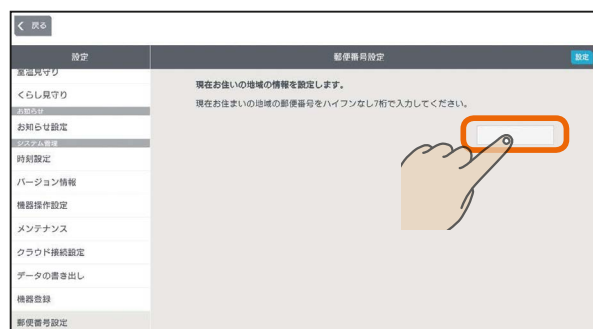 戻る
設定
郵便番号設定
設定
室温見守り
くらし見守り
お知らせ
お知らせ設定
システム管理
時刻設定
バージョン情報
機器操作設定
メンテナンス
クラウド接続設定
データの書き出し
機器登録
郵便番号設定
現在お住いの地域の情報を設定します。
現在お住まいの地域の郵便番号をハイフンなし7桁で入力してください。